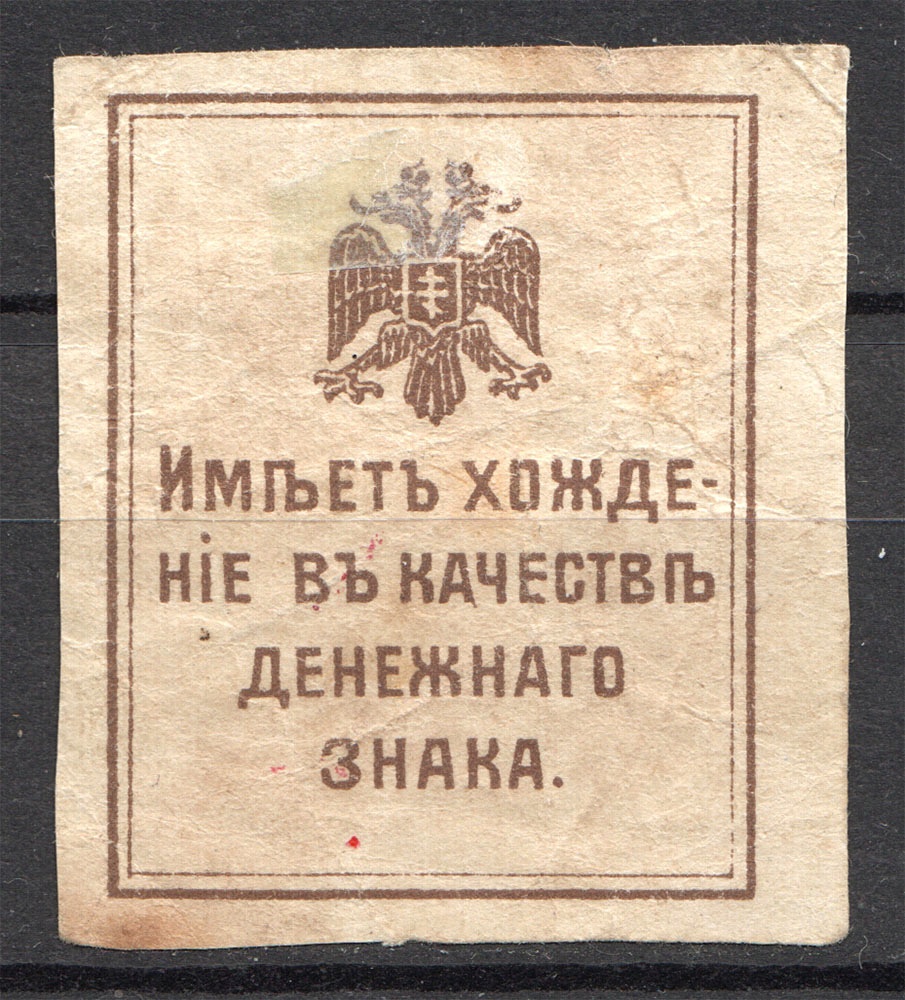 Имѣетъ хожде-
ніе въ качествѣ
денежнаго
знака.